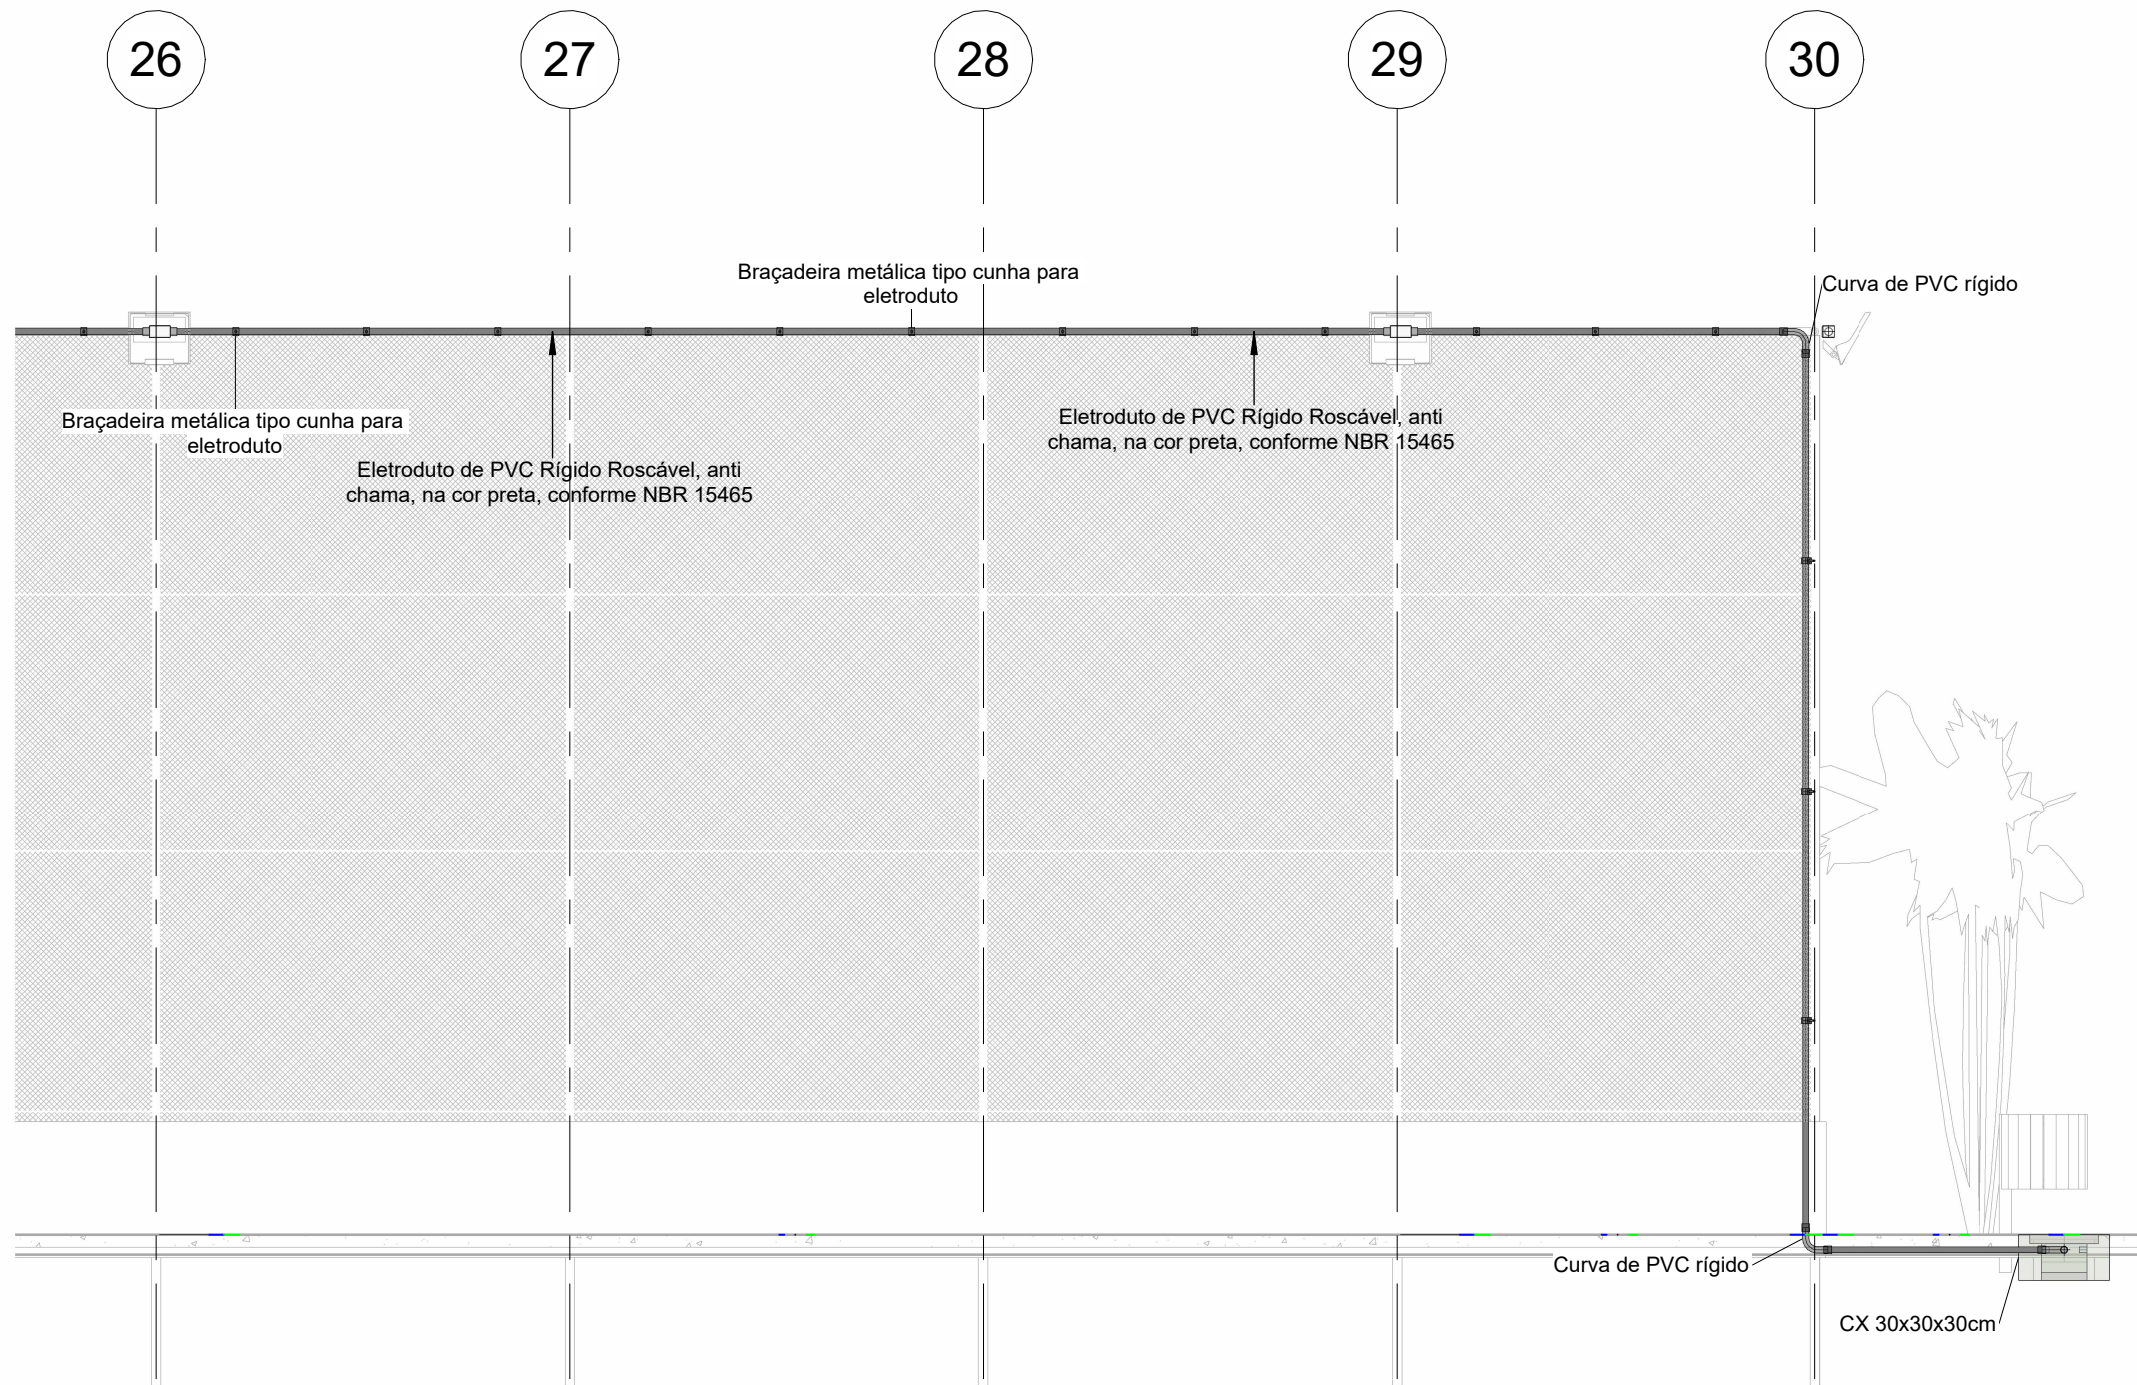 26
27
28
29
30
Braçadeira metálica tipo cunha para
eletroduto
Curva de PVC rígido
Braçadeira metálica tipo cunha para
eletroduto
Eletroduto de PVC Rígido Roscável, anti
chama, na cor preta, conforme NBR 15465
Eletroduto de PVC Rígido Roscável, anti
chama, na cor preta, conforme NBR 15465
Curva de PVC rígido
CX 30x30x30cm